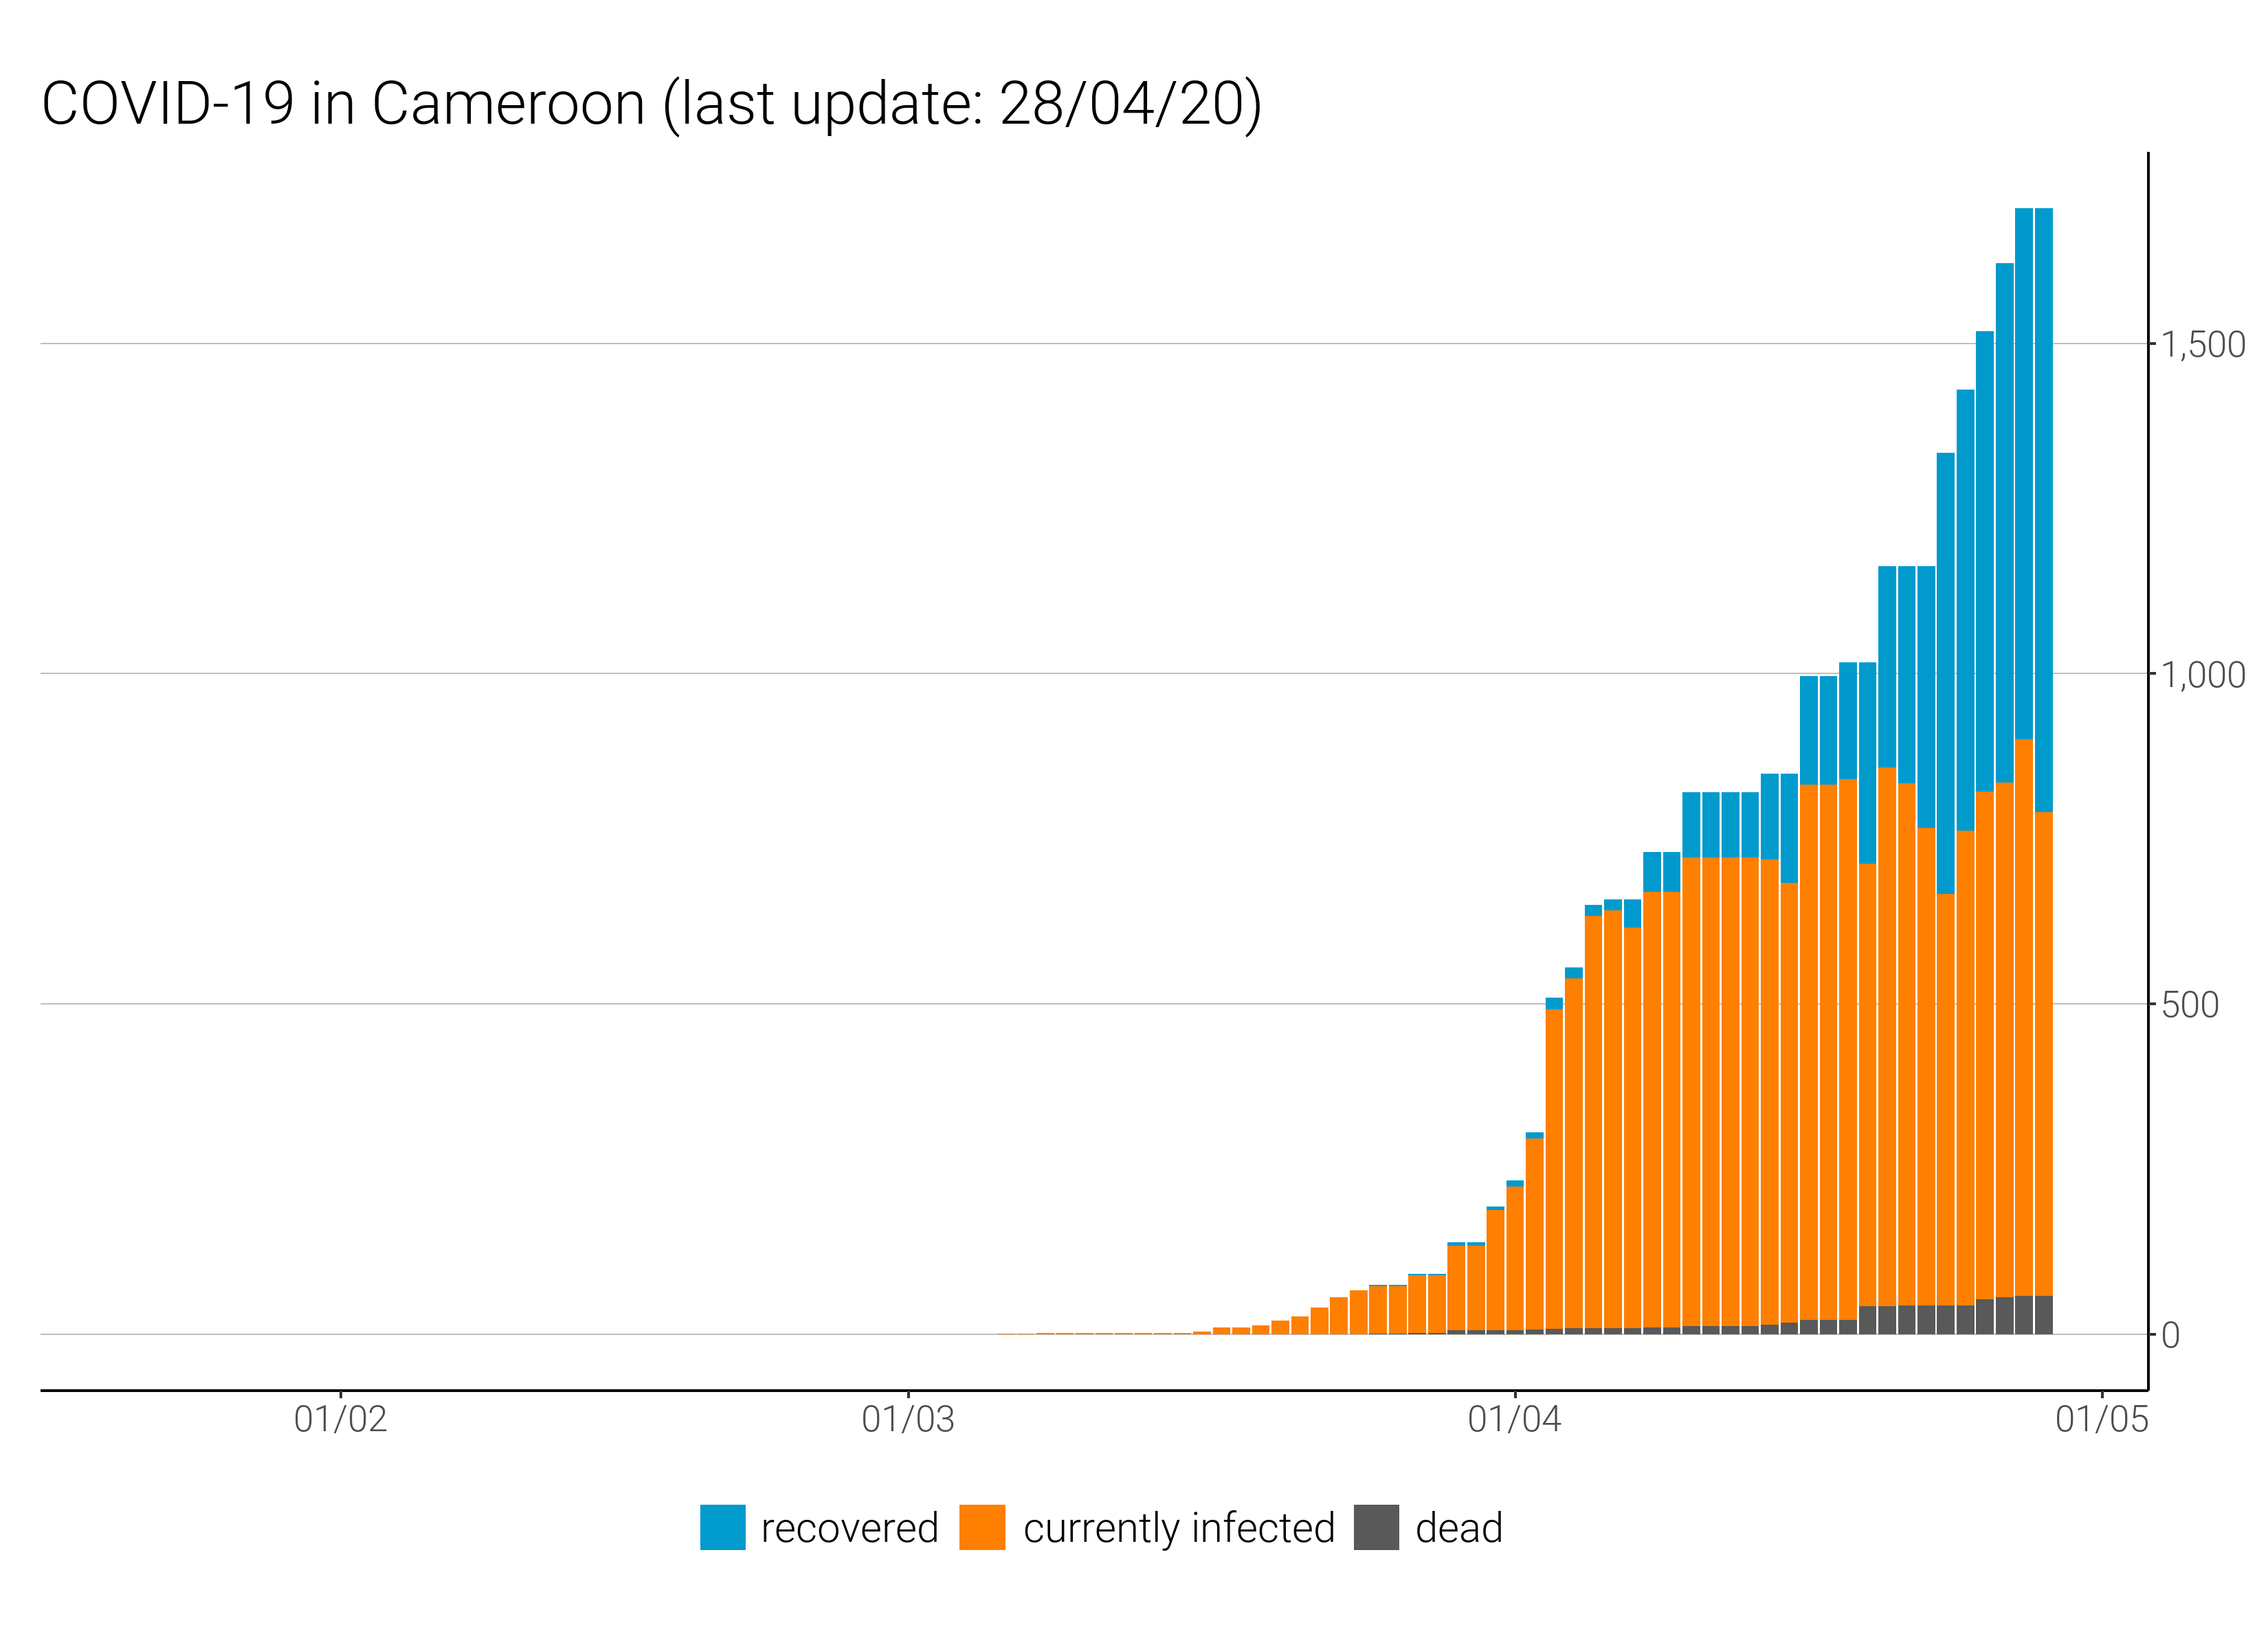 COVID-19 in Cameroon (last update: 28/04/20)
1,500
1,000
500
0
01/02 01/03 01/04 01/05
recovered currently infected dead